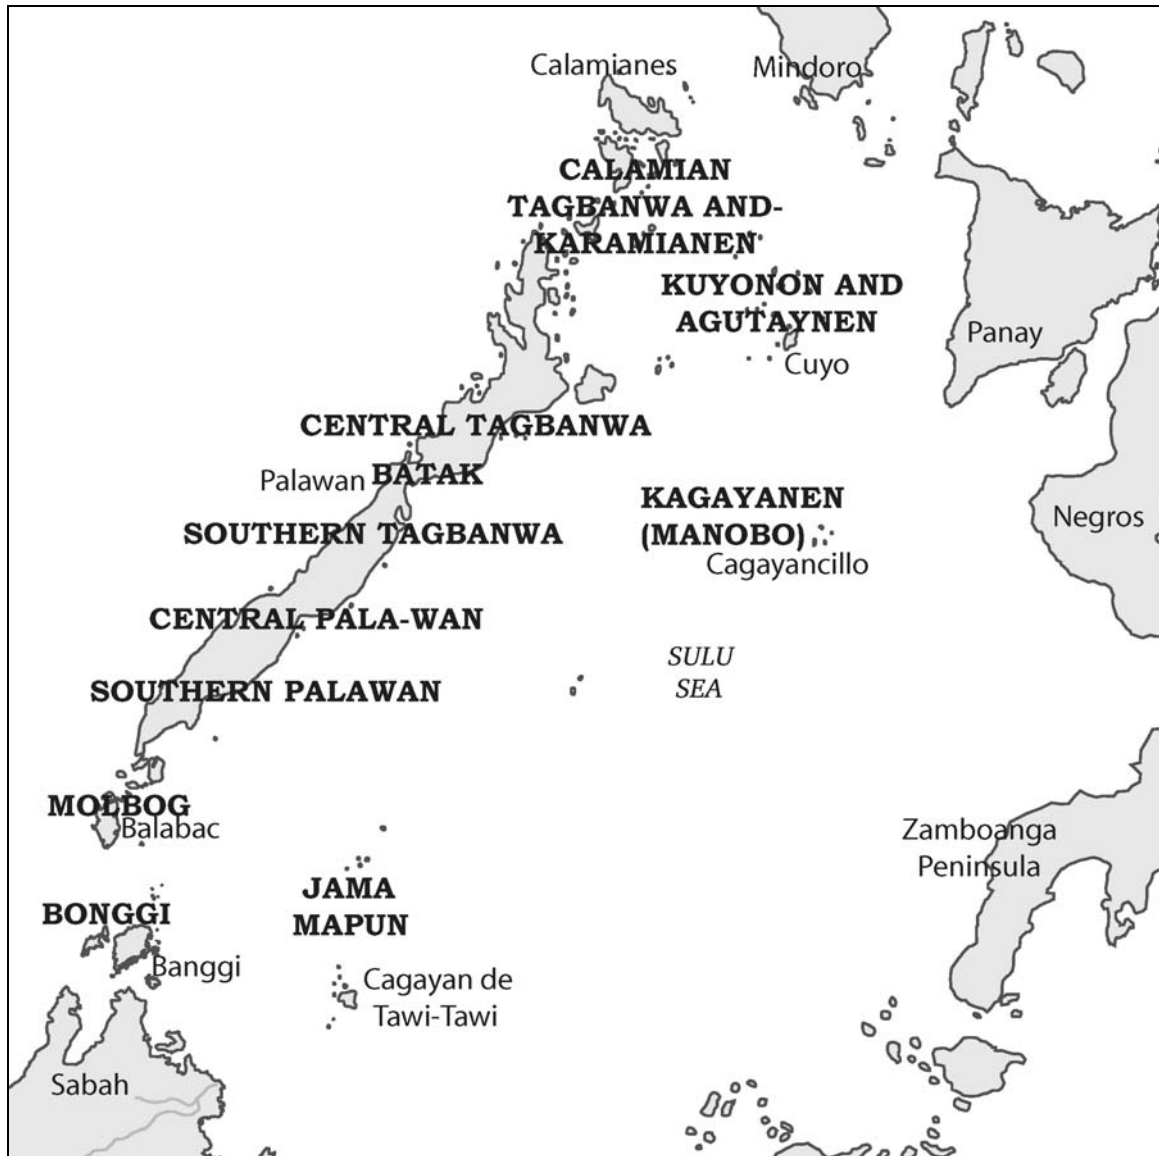 Calamianes
Mindoro
CALAMIAN
TAGBANWA AND-
KARAMIANEN
KUYONON AND
AGUTAYNEN
Panay
Cuyo
CENTRAL TAGBANWA
Palawan
BATAK
KAGAYANEN
(MANOBO)
Cagayancillo
Negros
SOUTHERN TAGBANWA
CENTRAL PALA-WAN
SULU
SEA
SOUTHERN PALAWAN
MOLBOG
Balabac
Zamboanga
Peninsula
JAMA
MAPUN
BONGGI
Banggi
Cagayan de
Tawi-Tawi
Sabah